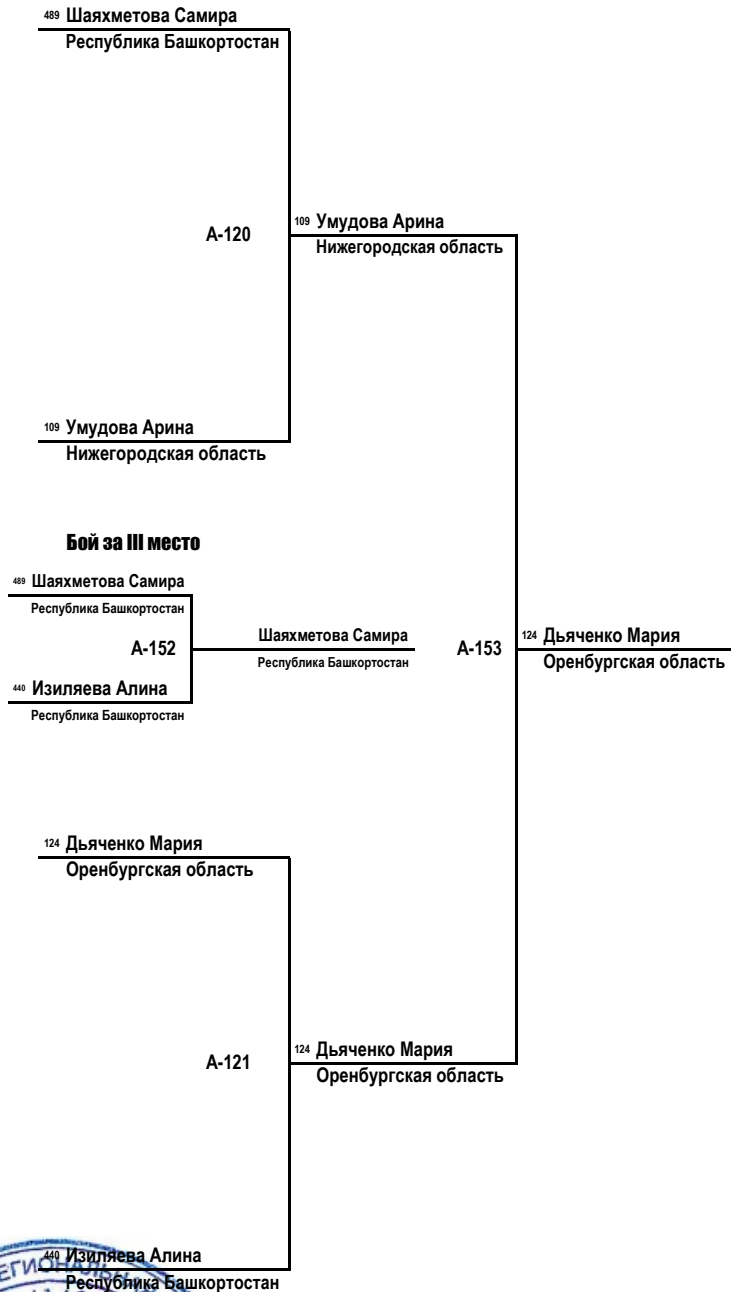 489 Шаяхметова Самира
Республика Башкортостан
А-120
109 Умудова Арина
Нижегородская область
109 Умудова Арина
Нижегородская область
Бой за III место
489 Шаяхметова Самира
Республика Башкортостан
А-152
Шаяхметова Самира
Республика Башкортостан
440 Изиляева Алина
Республика Башкортостан
А-153
124 Дьяченко Мария
Оренбургская область
124 Дьяченко Мария
Оренбургская область
А-121
124 Дьяченко Мария
Оренбургская область
440 Изиляева Алина
Республика Башкортостан